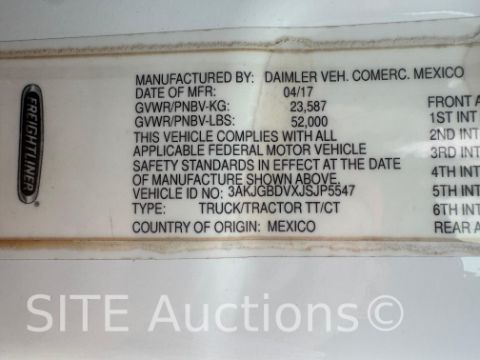 FREIGHTLINER
MANUFACTURED BY: DAIMLER VEH. COMERC. MEXICO
DATE OF MFR: 04/17
GVWR/PNBV-KG: 23,587
GVWR/PNBV-LBS: 52,000
THIS VEHICLE COMPLIES WITH ALL
APPLICABLE FEDERAL MOTOR VEHICLE
SAFETY STANDARDS IN EFFECT AT THE DATE
OF MANUFACTURE SHOWN ABOVE.
VEHICLE ID NO: 3AKJGBDVXJSJP5547
TYPE: TRUCK/TRACTOR TT/CT
COUNTRY OF ORIGIN: MEXICO
FRONT A
1ST INT
2ND INT
3RD INT
4TH INT
5TH INT
6TH INT
REAR A
SITE Auctions©